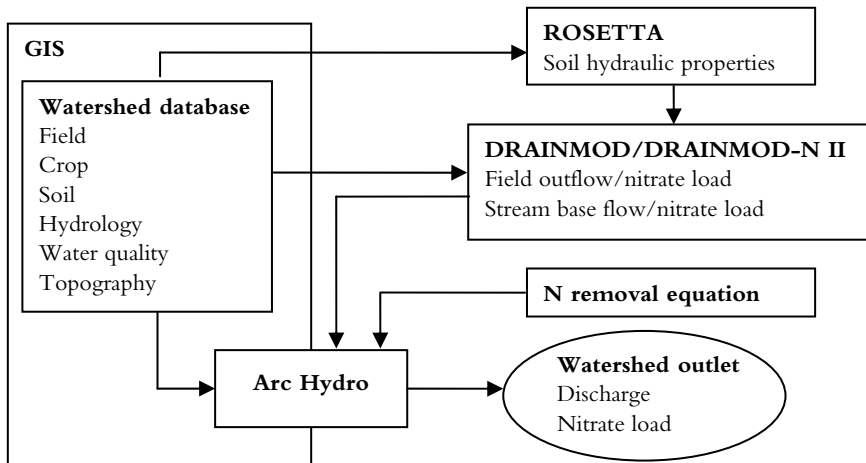 GIS
Watershed database
Field
Crop
Soil
Hydrology
Water quality
Topography
ROSETTA
Soil hydraulic properties
DRAINMOD/DRAINMOD-N II
Field outflow/nitrate load
Stream base flow/nitrate load
N removal equation
Arc Hydro
Watershed outlet
Discharge
Nitrate load